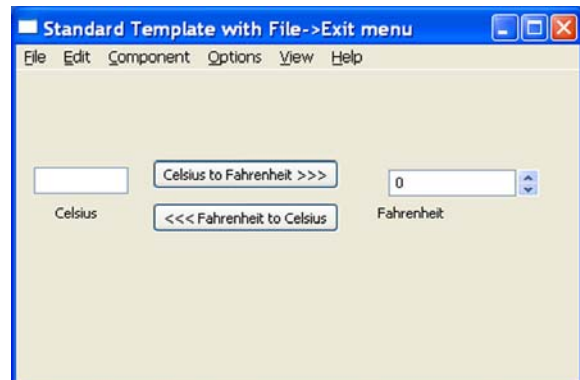 Standard Template with File->Exit menu
File Edit Component Options View Help
Celsius to Fahrenheit >>>
0
Celsius
<<< Fahrenheit to Celsius
Fahrenheit